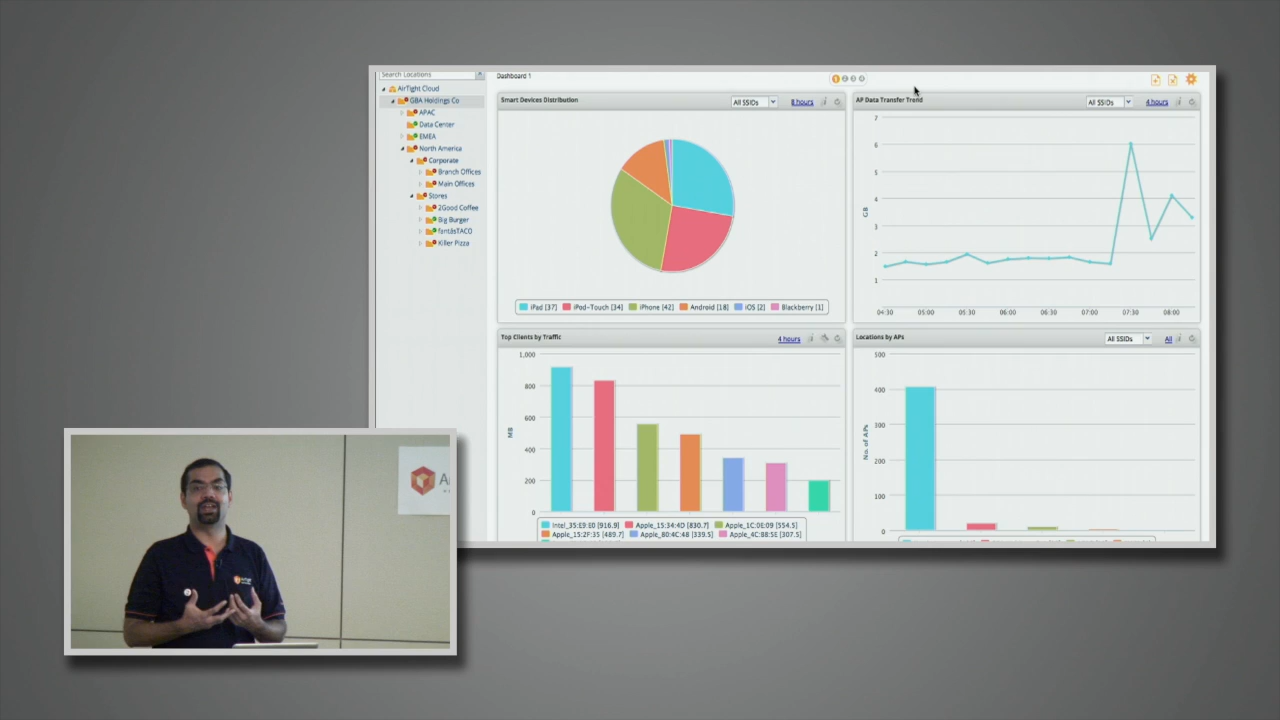 Search Locations
AirTight Cloud
GBA Holdings Co
APAC
Data Center
EMEA
North America
Corporate
Branch Offices
Main Offices
Stores
2Good Coffee
Big Burger
fantàsTACO
Killer Pizza
Dashboard 1
1 2 3 4
Smart Devices Distribution
All SSIDs
8 hours
iPad [37] iPod-Touch [34] iPhone [42] Android [18] iOS [2] Blackberry [1]
AP Data Transfer Trend
All SSIDs
4 hours
7
6
5
4
3
2
1
GB
04:30 05:00 05:30 06:00 06:30 07:00 07:30 08:00
Top Clients by Traffic
4 hours
1,000
800
600
400
200
0
MB
Intel_35:E9:E0 [916.9] Apple_15:34:4D [830.7] Apple_1C:0E:09 [554.5]
Apple_15:2F:35 [489.7] Apple_80:4C:48 [339.5] Apple_4C:88:5E [307.5]
Locations by APs
All SSIDs
All
500
400
300
200
100
0
No. of APs